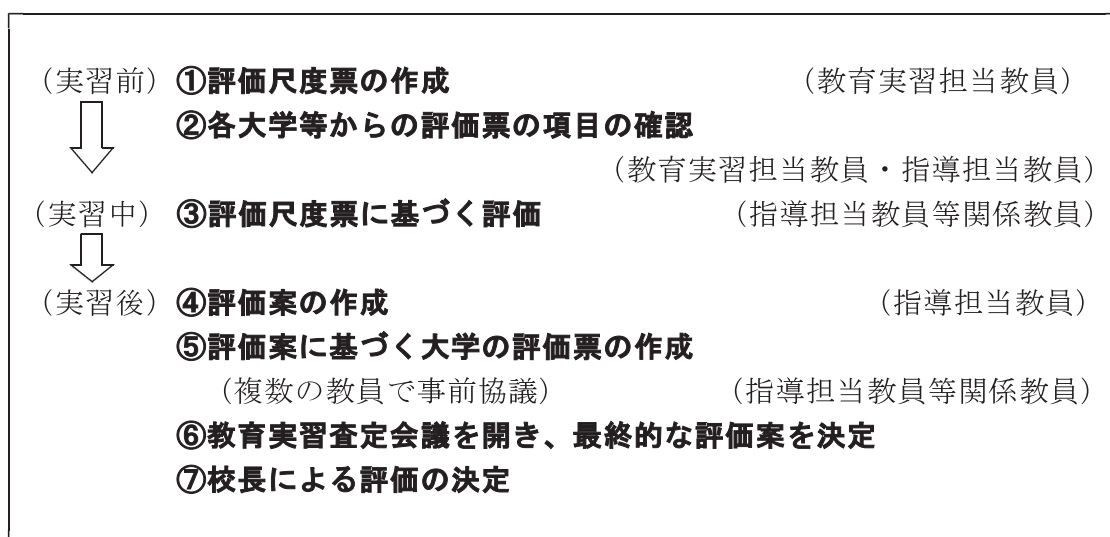 (実習前) ①評価尺度票の作成 (教育実習担当教員)
②各大学等からの評価票の項目の確認
(教育実習担当教員・指導担当教員)
(実習中) ③評価尺度票に基づく評価 (指導担当教員等関係教員)
(実習後) ④評価案の作成 (指導担当教員)
⑤評価案に基づく大学の評価票の作成
(複数の教員で事前協議) (指導担当教員等関係教員)
⑥教育実習査定会議を開き、最終的な評価案を決定
⑦校長による評価の決定